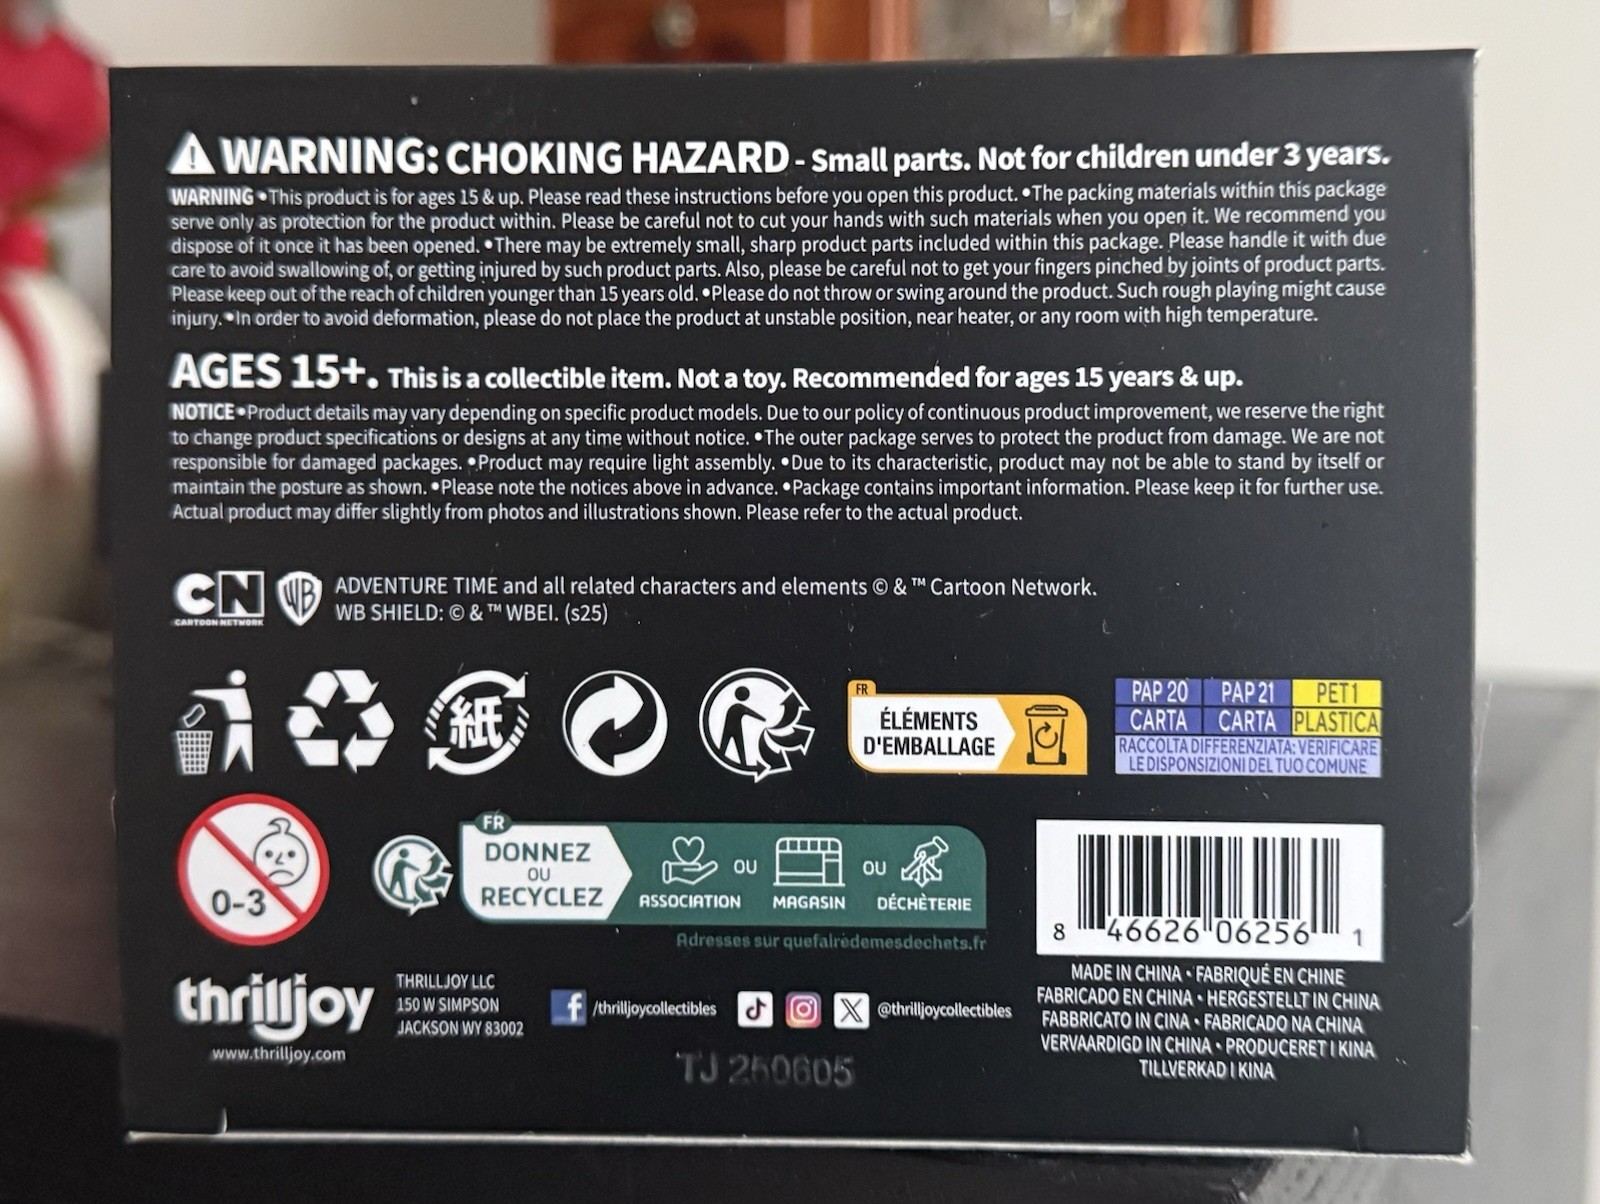 WARNING: CHOKING HAZARD - Small parts. Not for children under 3 years.
WARNING •This product is for ages 15 & up. Please read these instructions before you open this product. •The packing materials within this package
serve only as protection for the product within. Please be careful not to cut your hands with such materials when you open it. We recommend you
dispose of it once it has been opened. •There may be extremely small, sharp product parts included within this package. Please handle it with due
care to avoid swallowing of, or getting injured by such product parts. Also, please be careful not to get your fingers pinched by joints of product parts.
Please keep out of the reach of children younger than 15 years old. •Please do not throw or swing around the product. Such rough playing might cause
injury. •In order to avoid deformation, please do not place the product at unstable position, near heater, or any room with high temperature.
AGES 15+. This is a collectible item. Not a toy. Recommended for ages 15 years & up.
NOTICE •Product details may vary depending on specific product models. Due to our policy of continuous product improvement, we reserve the right
to change product specifications or designs at any time without notice. •The outer package serves to protect the product from damage. We are not
responsible for damaged packages. •Product may require light assembly. •Due to its characteristic, product may not be able to stand by itself or
maintain the posture as shown. •Please note the notices above in advance. •Package contains important information. Please keep it for further use.
Actual product may differ slightly from photos and illustrations shown. Please refer to the actual product.
CN
CARTOON NETWORK
WB
ADVENTURE TIME and all related characters and elements © & ™ Cartoon Network.
WB SHIELD: © & ™ WBEI. (s25)
紙
FR
ÉLÉMENTS
D'EMBALLAGE
PAP 20 PAP 21 PET1
CARTA CARTA PLASTICA
RACCOLTA DIFFERENZIATA: VERIFICARE
LE DISPOSIZIONI DEL TUO COMUNE
0-3
FR
DONNEZ
OU
RECYCLEZ
ASSOCIATION OU MAGASIN OU DÉCHÈTERIE
Adresses sur quefairedemesdechets.fr
8 46626 06256 1
thrilljoy
www.thrilljoy.com
THRILLJOY LLC
150 W SIMPSON
JACKSON WY 83002
/thrilljoycollectibles
@thrilljoycollectibles
TJ 250605
MADE IN CHINA • FABRIQUÉ EN CHINE
FABRICADO EN CHINA • HERGESTELLT IN CHINA
FABBRICATO IN CINA • FABRICADO NA CHINA
VERVAARDIGD IN CHINA • PRODUCERET I KINA
TILLVERKAD I KINA